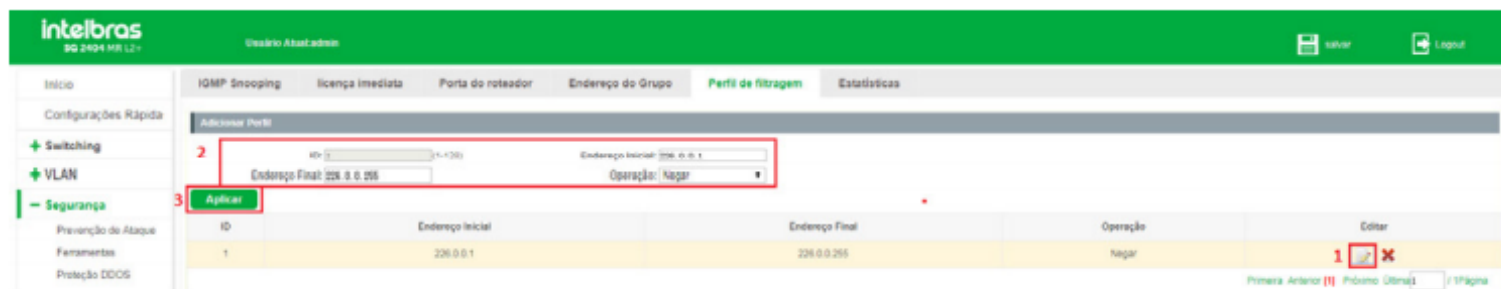 intelbras
SG 2404 MR L2+
Usuário Atual:admin
salvar
Logout
Início
IGMP Snooping
licença imediata
Porta do roteador
Endereço do Grupo
Perfil de filtragem
Estatísticas
Configurações Rápida
Adicionar Perfil
Switching
2
ID: 1 (1-128)
Endereço Inicial: 226.0.0.1
VLAN
Endereço Final: 226.0.0.255
Operação: Negar
Segurança
3 Aplicar
Prevenção de Ataque
ID
Endereço Inicial
Endereço Final
Operação
Editar
Ferramentas
1
226.0.0.1
226.0.0.255
Negar
1
Proteção DDOS
Primeira Anterior [1] Próximo Última 1 / 1Página